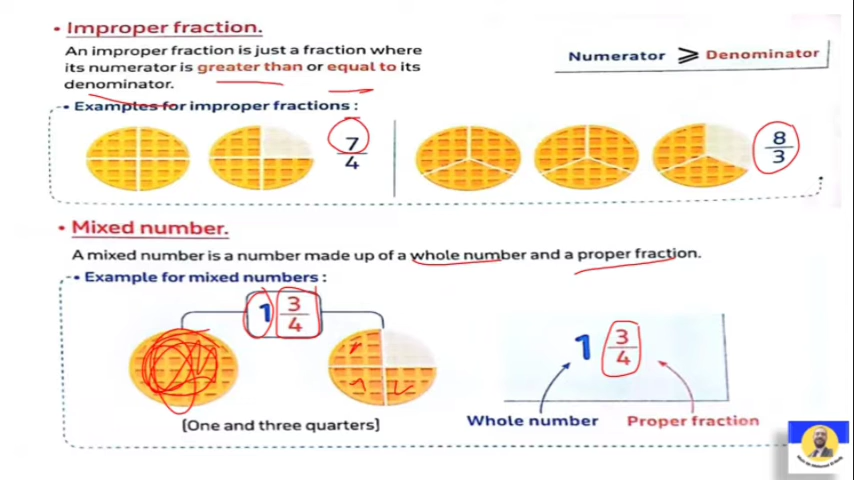 • Improper fraction.
An improper fraction is just a fraction where
its numerator is greater than or equal to its
denominator.
Numerator ⩾ Denominator
• Examples for improper fractions :
7
4
8
3
• Mixed number.
A mixed number is a number made up of a whole number and a proper fraction.
• Example for mixed numbers :
1 3
4
1 3
4
(One and three quarters)
Whole number Proper fraction